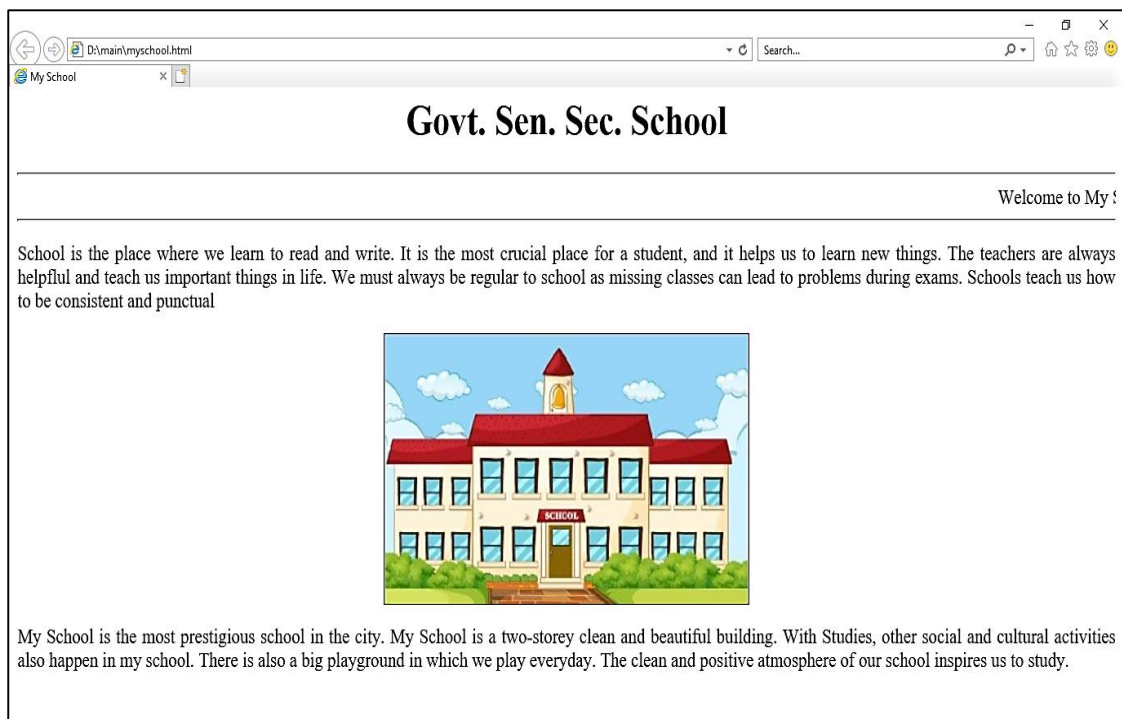 D:\main\myschool.html
Search...
My School
Govt. Sen. Sec. School
Welcome to My
School is the place where we learn to read and write. It is the most crucial place for a student, and it helps us to learn new things. The teachers are always
helpflul and teach us important things in life. We must always be regular to school as missing classes can lead to problems during exams. Schools teach us how
to be consistent and punctual
SCHOOL
My School is the most prestigious school in the city. My School is a two-storey clean and beautiful building. With Studies, other social and cultural activities
also happen in my school. There is also a big playground in which we play everyday. The clean and positive atmosphere of our school inspires us to study.